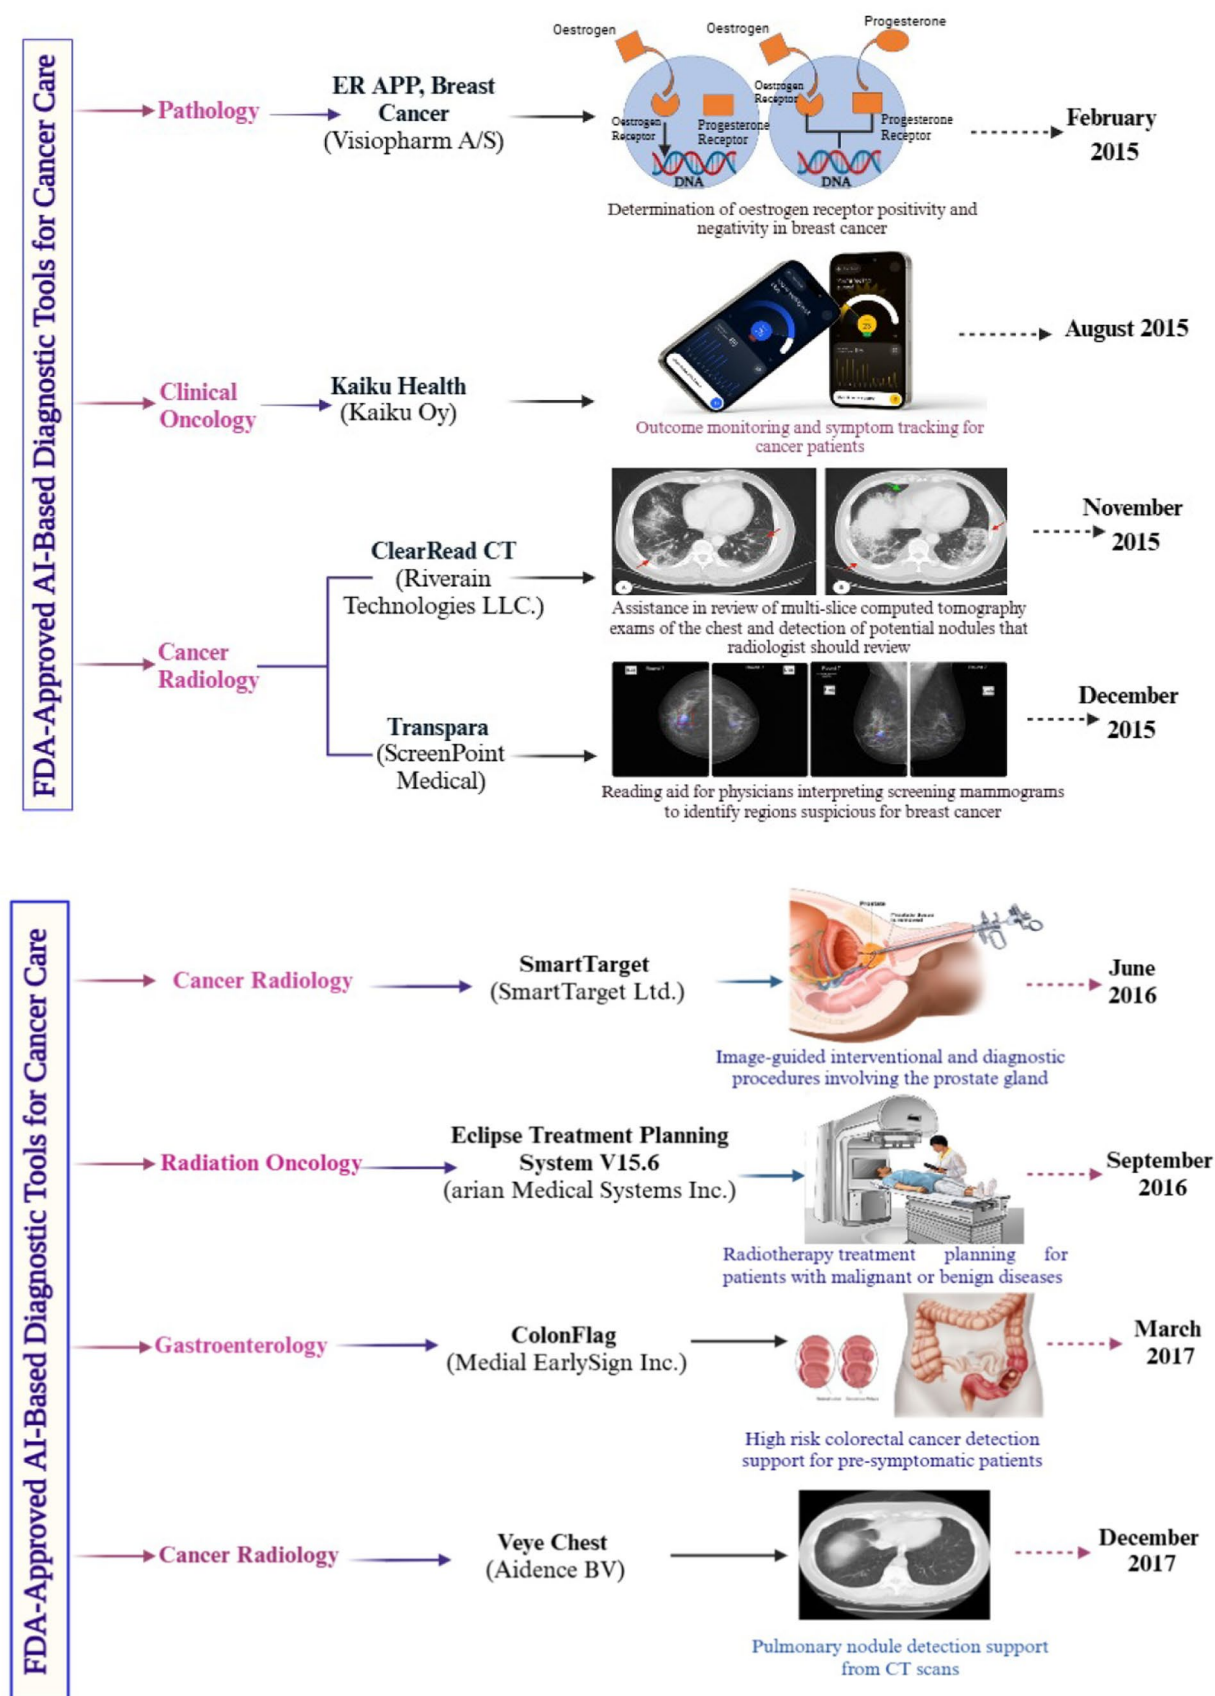 FDA-Approved AI-Based Diagnostic Tools for Cancer Care
Pathology
ER APP, Breast
Cancer
(Visiopharm A/S)
Oestrogen
Oestrogen
Receptor
Progesterone
Receptor
DNA
Oestrogen
Progesterone
Oestrogen
Receptor
Progesterone
Receptor
DNA
Determination of oestrogen receptor positivity and
negativity in breast cancer
February
2015
Clinical
Oncology
Kaiku Health
(Kaiku Oy)
Outcome monitoring and symptom tracking for
cancer patients
August 2015
Cancer
Radiology
ClearRead CT
(Riverain
Technologies LLC.)
A
B
Assistance in review of multi-slice computed tomography
exams of the chest and detection of potential nodules that
radiologist should review
November
2015
Transpara
(ScreenPoint
Medical)
Reading aid for physicians interpreting screening mammograms
to identify regions suspicious for breast cancer
December
2015
FDA-Approved AI-Based Diagnostic Tools for Cancer Care
Cancer Radiology
SmartTarget
(SmartTarget Ltd.)
Prostate
Prostate tissue
is removed
Image-guided interventional and diagnostic
procedures involving the prostate gland
June
2016
Radiation Oncology
Eclipse Treatment Planning
System V15.6
(arian Medical Systems Inc.)
Radiotherapy treatment planning for
patients with malignant or benign diseases
September
2016
Gastroenterology
ColonFlag
(Medial EarlySign Inc.)
High risk colorectal cancer detection
support for pre-symptomatic patients
March
2017
Cancer Radiology
Veye Chest
(Aidence BV)
Pulmonary nodule detection support
from CT scans
December
2017